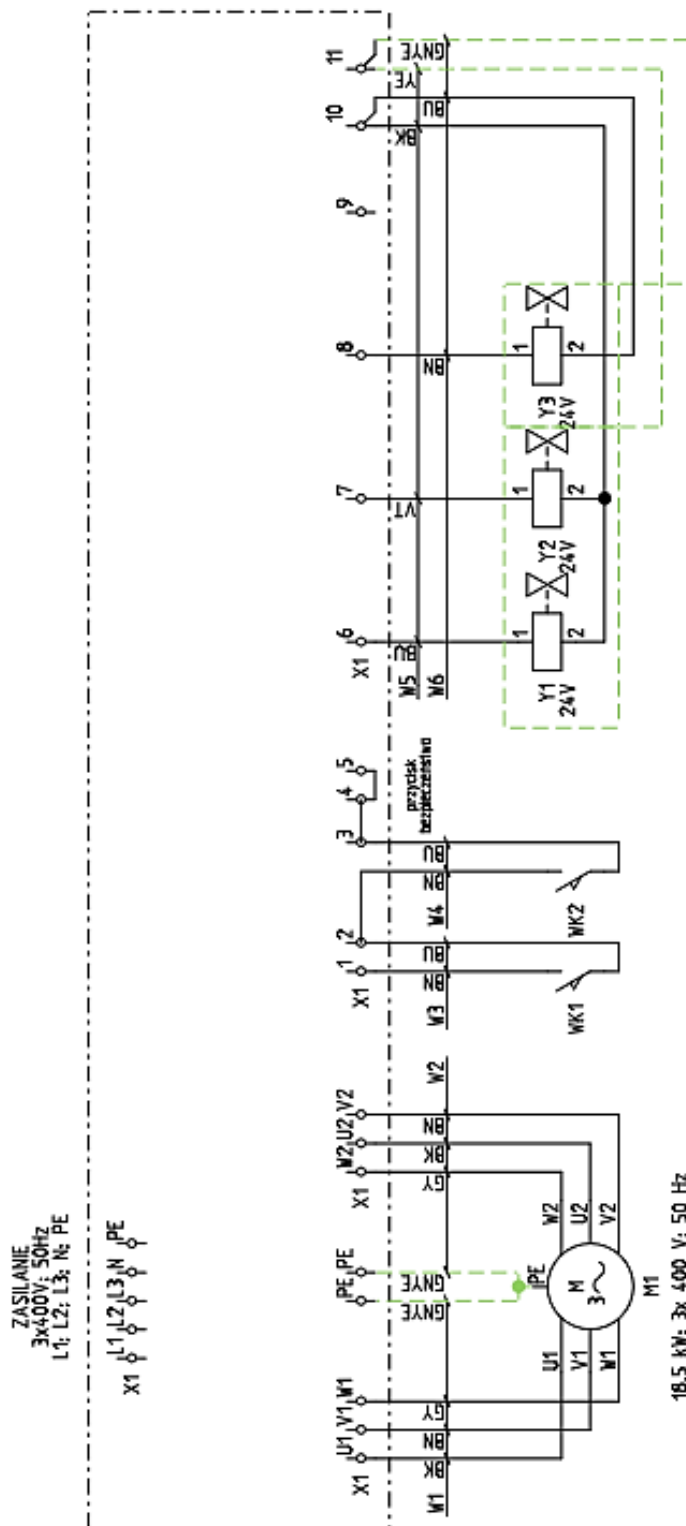 ZASILANIE
3x400V; 50Hz
L1; L2; L3; N; PE
L1 L2 L3 N PE
X1
U1 V1 W1 PE PE W2 U2 V2 1 2 3 4 5 6 7 8 9 10 11
X1 X1 X1 X1
BU VT BK YE
W5
przycisk
bezpieczeństwa
W1 BK BN GY GNYE GNYE GY BK BN W2
W3 BN BU
W4 BN BU
W6 BN BU GNYE
1 1 1
U1 PE W2
V1 M U2
W1 3~ V2
Y1 Y2 Y3
24V 24V 24V
2 2 2
WK1 WK2
M1
18.5 kW; 3x 400 V; 50 Hz